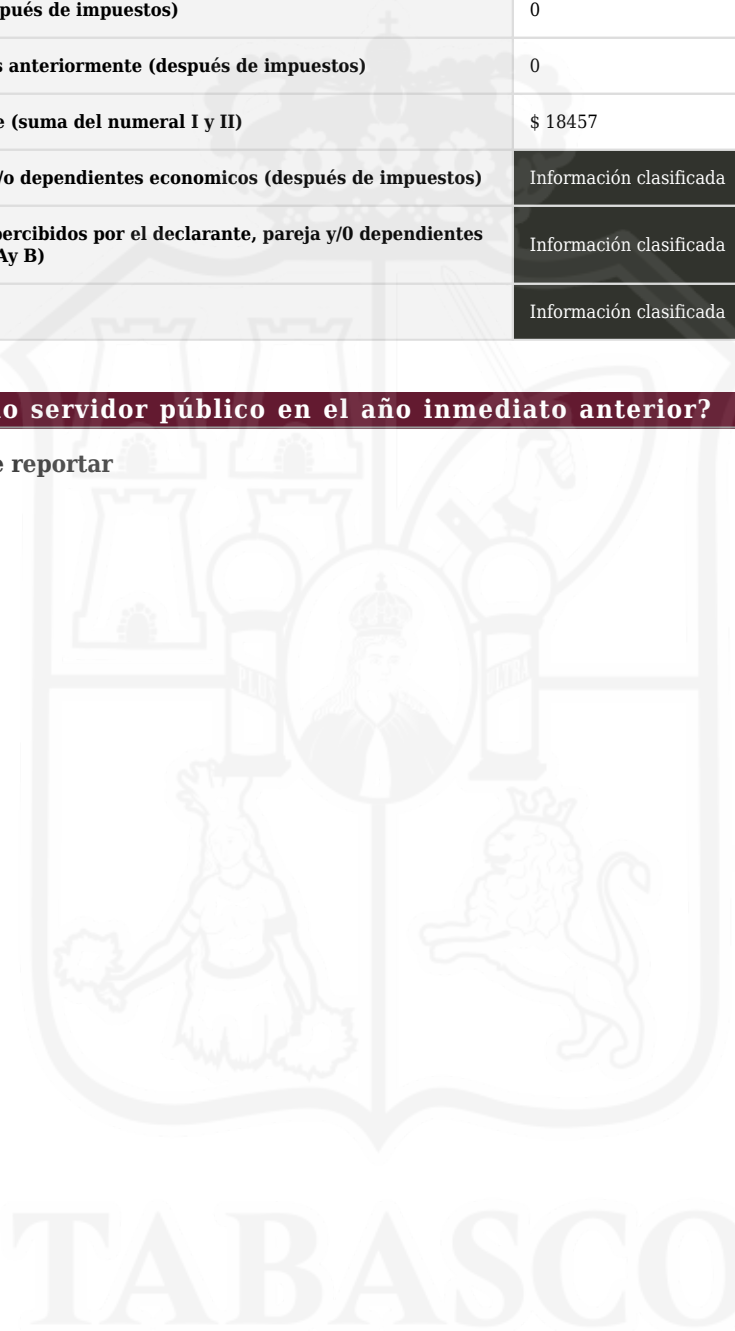 pués de impuestos)
0
s anteriormente (después de impuestos)
0
e (suma del numeral I y II)
$ 18457
/o dependientes economicos (después de impuestos)
Información clasificada
percibidos por el declarante, pareja y/0 dependientes
Ay B)
Información clasificada
Información clasificada
o servidor público en el año inmediato anterior?
e reportar
PLUS
ULTRA
TABASCO